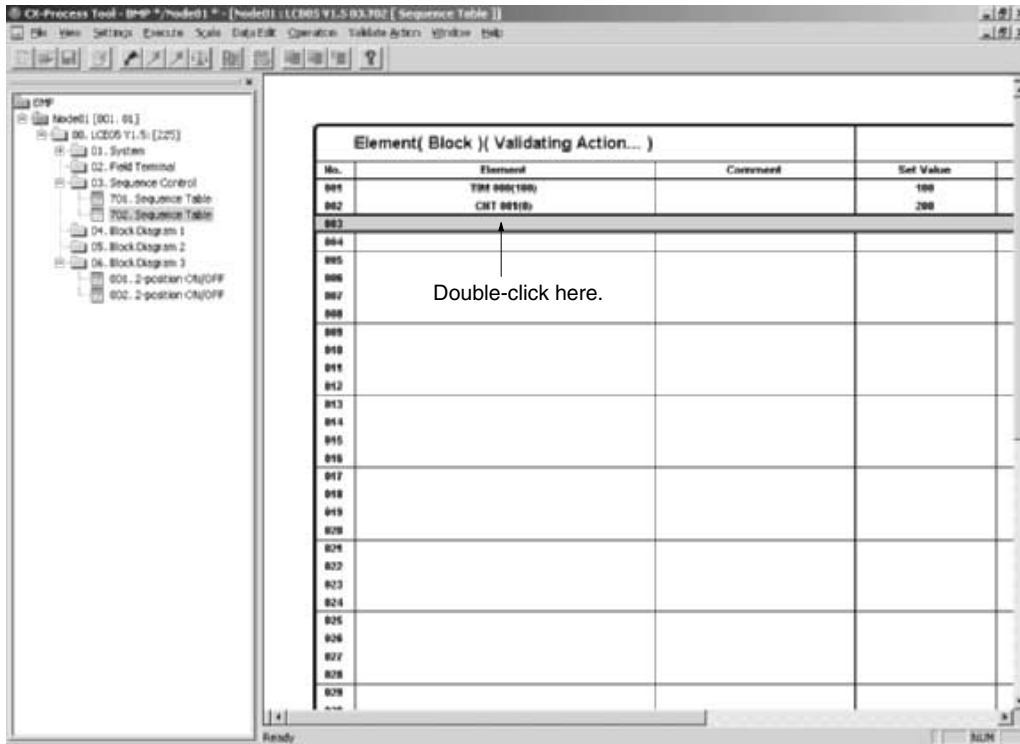 CX-Process Tool - BMP */Node01 * - [Node01 : LCB05 V1.5 03.702 [ Sequence Table ]]
File View Settings Execute Scale Data Edit Operation Validate Action Window Help
BMP
Node01 [001. 01]
00. LCB05 V1.5: [225]
01. System
02. Field Terminal
03. Sequence Control
701. Sequence Table
702. Sequence Table
04. Block Diagram 1
05. Block Diagram 2
06. Block Diagram 3
001. 2-position ON/OFF
002. 2-position ON/OFF
Element( Block )( Validating Action... )
No. Element Comment Set Value
001 TIM 000(100) 100
002 CNT 001(0) 200
003
004
005
006
007
008
Double-click here.
009
010
011
012
013
014
015
016
017
018
019
020
021
022
023
024
025
026
027
028
029
Ready
NUM